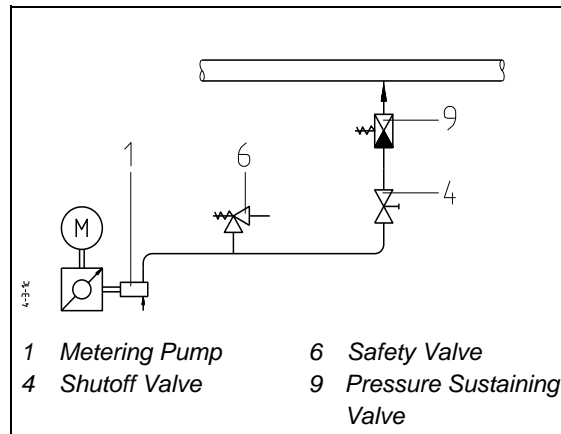 9
1
6
4
M
4-3-1c
1 Metering Pump
4 Shutoff Valve
6 Safety Valve
9 Pressure Sustaining
Valve